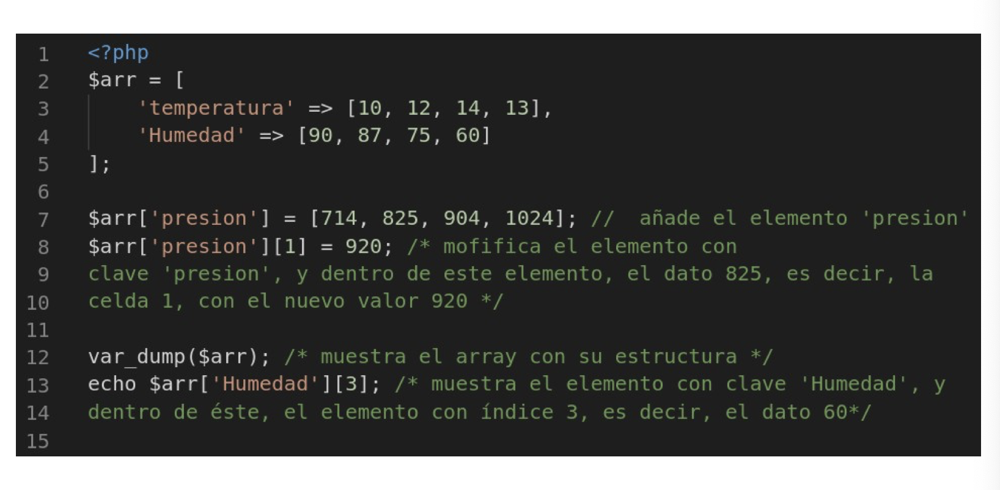 1 <?php
2 $arr = [
3     'temperatura' => [10, 12, 14, 13],
4     'Humedad' => [90, 87, 75, 60]
5 ];
6
7 $arr['presion'] = [714, 825, 904, 1024]; //  añade el elemento 'presion'
8 $arr['presion'][1] = 920; /* mofifica el elemento con
9 clave 'presion', y dentro de este elemento, el dato 825, es decir, la
10 celda 1, con el nuevo valor 920 */
11
12 var_dump($arr); /* muestra el array con su estructura */
13 echo $arr['Humedad'][3]; /* muestra el elemento con clave 'Humedad', y
14 dentro de éste, el elemento con índice 3, es decir, el dato 60*/
15